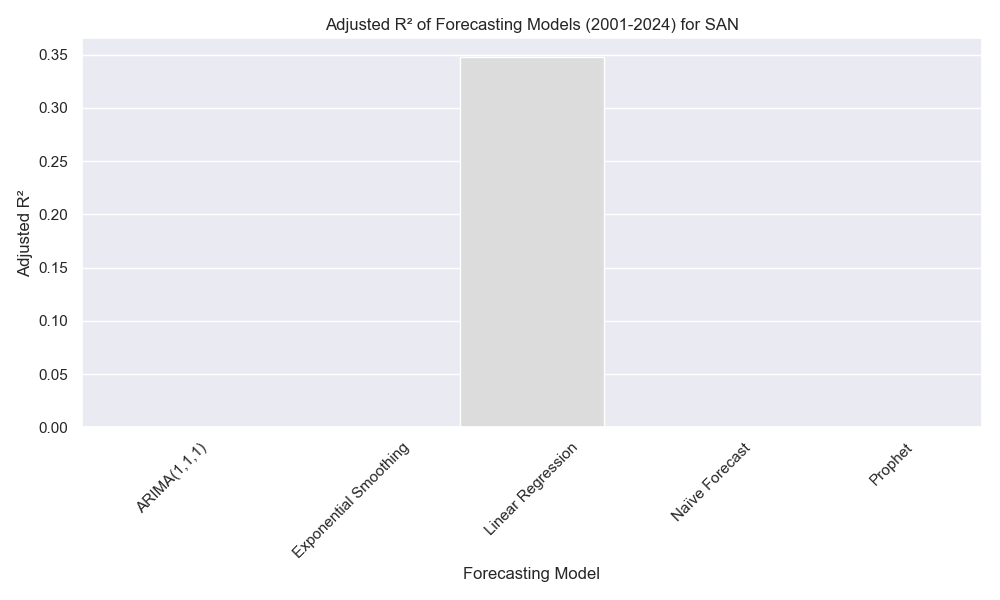 Adjusted R² of Forecasting Models (2001-2024) for SAN
Adjusted R²
0.35
0.30
0.25
0.20
0.15
0.10
0.05
0.00
ARIMA(1,1,1)
Exponential Smoothing
Linear Regression
Naïve Forecast
Prophet
Forecasting Model